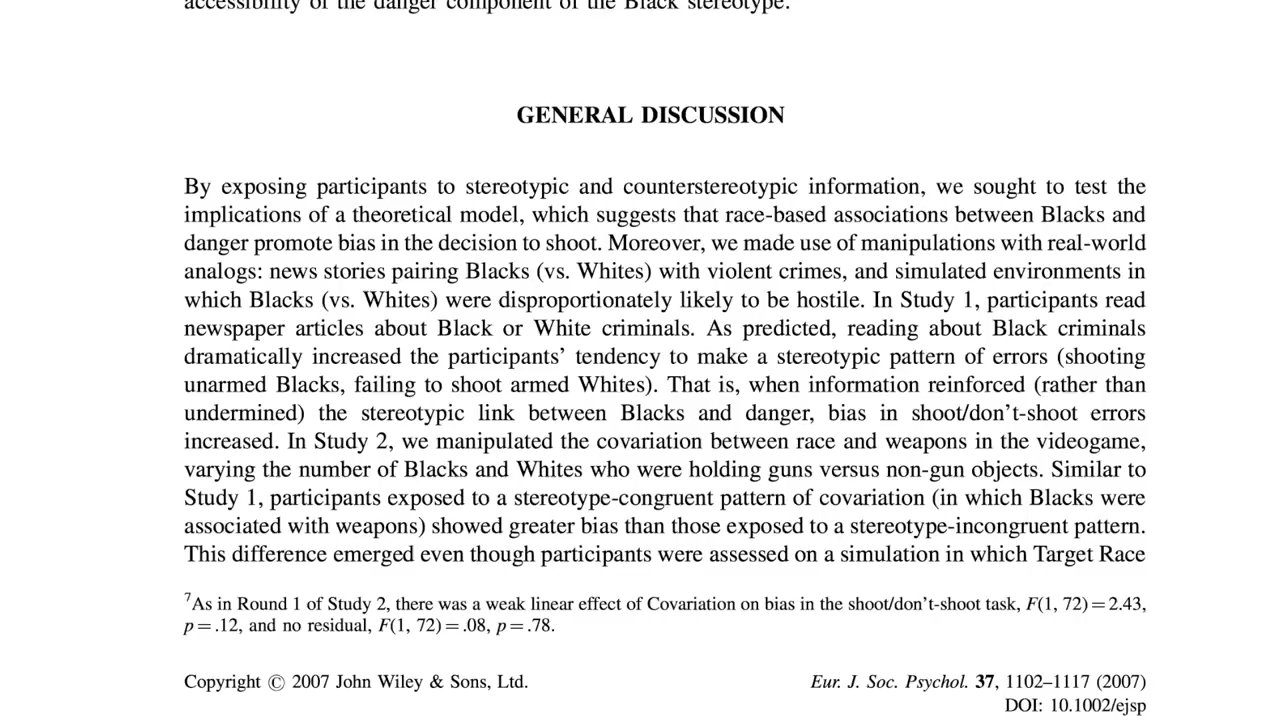 accessibility of the danger component of the Black stereotype.
GENERAL DISCUSSION
By exposing participants to stereotypic and counterstereotypic information, we sought to test the
implications of a theoretical model, which suggests that race-based associations between Blacks and
danger promote bias in the decision to shoot. Moreover, we made use of manipulations with real-world
analogs: news stories pairing Blacks (vs. Whites) with violent crimes, and simulated environments in
which Blacks (vs. Whites) were disproportionately likely to be hostile. In Study 1, participants read
newspaper articles about Black or White criminals. As predicted, reading about Black criminals
dramatically increased the participants’ tendency to make a stereotypic pattern of errors (shooting
unarmed Blacks, failing to shoot armed Whites). That is, when information reinforced (rather than
undermined) the stereotypic link between Blacks and danger, bias in shoot/don’t-shoot errors
increased. In Study 2, we manipulated the covariation between race and weapons in the videogame,
varying the number of Blacks and Whites who were holding guns versus non-gun objects. Similar to
Study 1, participants exposed to a stereotype-congruent pattern of covariation (in which Blacks were
associated with weapons) showed greater bias than those exposed to a stereotype-incongruent pattern.
This difference emerged even though participants were assessed on a simulation in which Target Race
7As in Round 1 of Study 2, there was a weak linear effect of Covariation on bias in the shoot/don’t-shoot task, F(1, 72) = 2.43,
p = .12, and no residual, F(1, 72) = .08, p = .78.
Copyright © 2007 John Wiley & Sons, Ltd.
Eur. J. Soc. Psychol. 37, 1102–1117 (2007)
DOI: 10.1002/ejsp